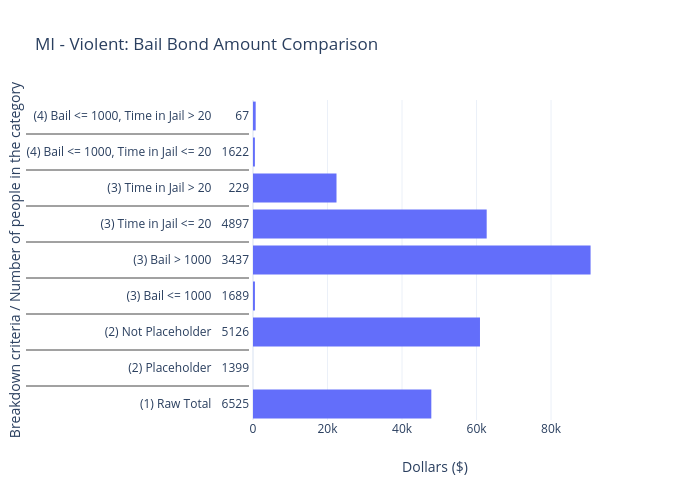 MI - Violent: Bail Bond Amount Comparison
Breakdown criteria / Number of people in the category
(4) Bail <= 1000, Time in Jail > 20 67
(4) Bail <= 1000, Time in Jail <= 20 1622
(3) Time in Jail > 20 229
(3) Time in Jail <= 20 4897
(3) Bail > 1000 3437
(3) Bail <= 1000 1689
(2) Not Placeholder 5126
(2) Placeholder 1399
(1) Raw Total 6525
0 20k 40k 60k 80k
Dollars ($)